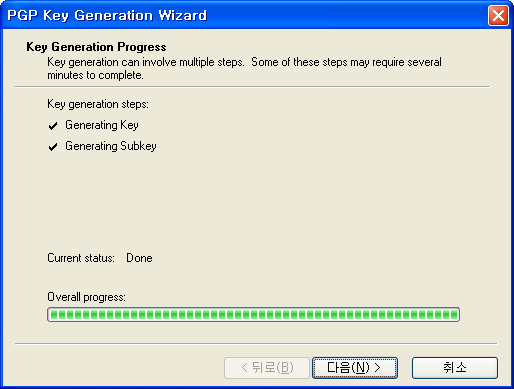 PGP Key Generation Wizard
Key Generation Progress
Key generation can involve multiple steps. Some of these steps may require several
minutes to complete.
Key generation steps:
Generating Key
Generating Subkey
Current status: Done
Overall progress:
< 뒤로(B) 다음(N) > 취소